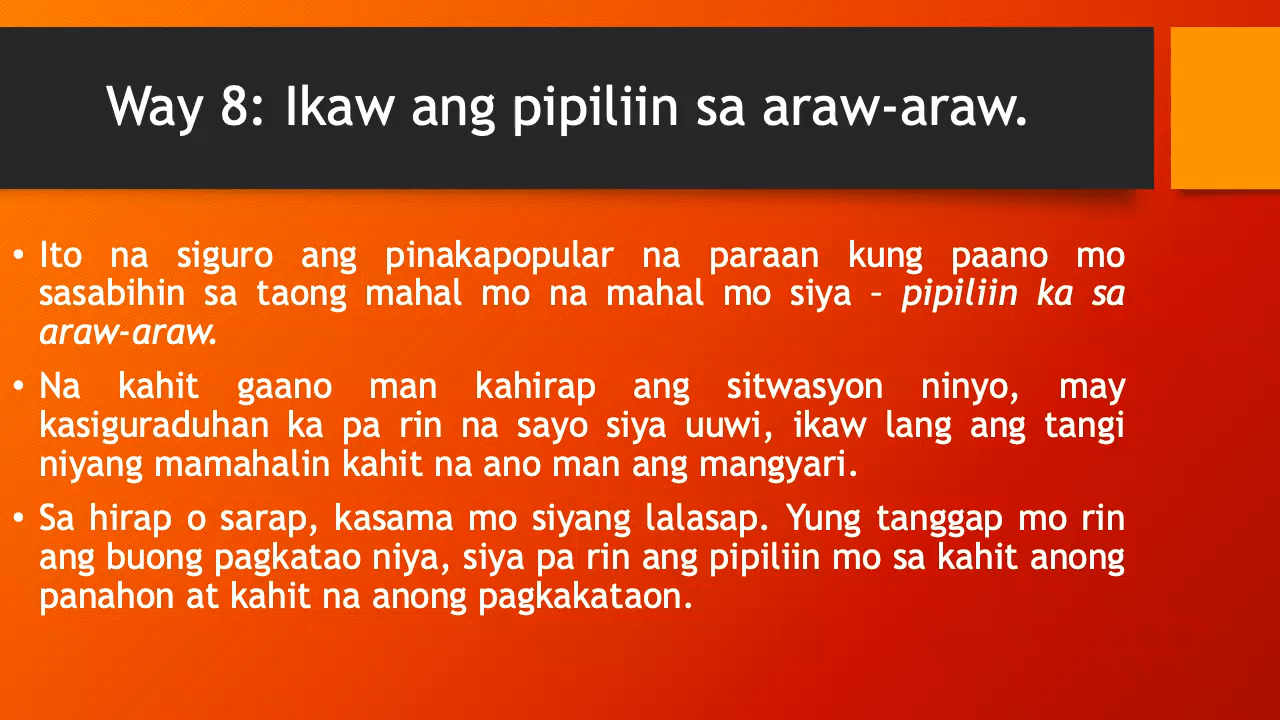 Way 8: Ikaw ang pipiliin sa araw-araw.
• Ito na siguro ang pinakapopular na paraan kung paano mo
sasabihin sa taong mahal mo na mahal mo siya – pipiliin ka sa
araw-araw.
• Na kahit gaano man kahirap ang sitwasyon ninyo, may
kasiguraduhan ka pa rin na sayo siya uuwi, ikaw lang ang tangi
niyang mamahalin kahit na ano man ang mangyari.
• Sa hirap o sarap, kasama mo siyang lalasap. Yung tanggap mo rin
ang buong pagkatao niya, siya pa rin ang pipiliin mo sa kahit anong
panahon at kahit na anong pagkakataon.